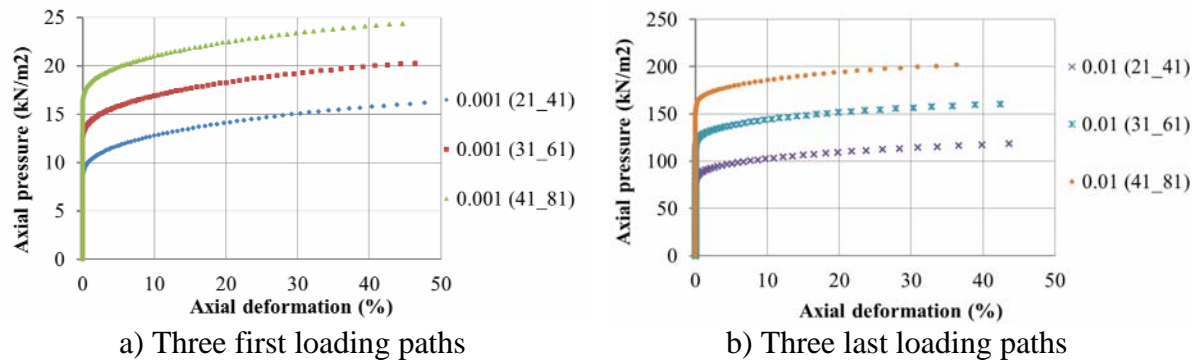 25
20
15
10
5
0
Axial pressure (kN/m2)
0 10 20 30 40 50
Axial deformation (%)
0.001 (21_41)
0.001 (31_61)
0.001 (41_81)
a) Three first loading paths
250
200
150
100
50
0
Axial pressure (kN/m2)
0 10 20 30 40 50
Axial deformation (%)
0.01 (21_41)
0.01 (31_61)
0.01 (41_81)
b) Three last loading paths